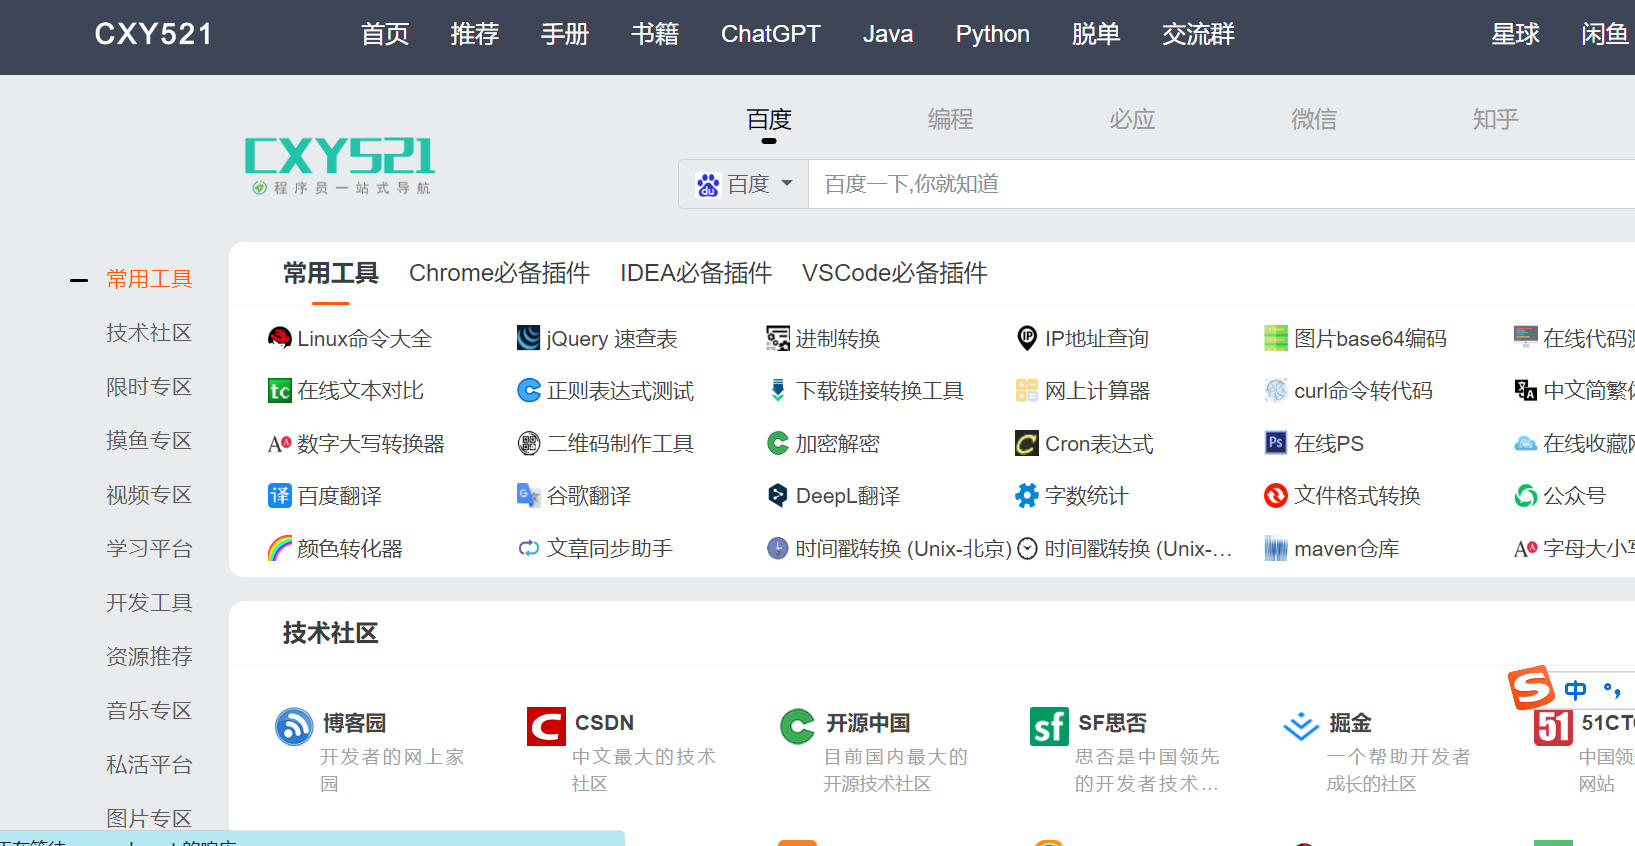 CXY521 首页 推荐 手册 书籍 ChatGPT Java Python 脱单 交流群 星球 闲鱼
百度 编程 必应 微信 知乎
CXY521
程序员一站式导航
du 百度 百度一下,你就知道
常用工具
技术社区
限时专区
摸鱼专区
视频专区
学习平台
开发工具
资源推荐
音乐专区
私活平台
图片专区
常用工具 Chrome必备插件 IDEA必备插件 VSCode必备插件
Linux命令大全 jQuery 速查表 进制转换 IP IP地址查询 图片base64编码 在线代码
tc 在线文本对比 正则表达式测试 下载链接转换工具 网上计算器 curl命令转代码 中文简繁
数字大写转换器 二维码制作工具 加密解密 Cron表达式 Ps 在线PS 在线收藏
译 百度翻译 谷歌翻译 DeepL翻译 字数统计 文件格式转换 公众号
颜色转化器 文章同步助手 时间戳转换 (Unix-北京) 时间戳转换 (Unix-... maven仓库 字母大小
技术社区
博客园 CSDN 开源中国 sf SF思否 掘金 51 51CT
开发者的网上家 中文最大的技术 目前国内最大的 思否是中国领先 一个帮助开发者 中国领
园 社区 开源技术社区 的开发者技术... 成长的社区 网站
S 中 °,